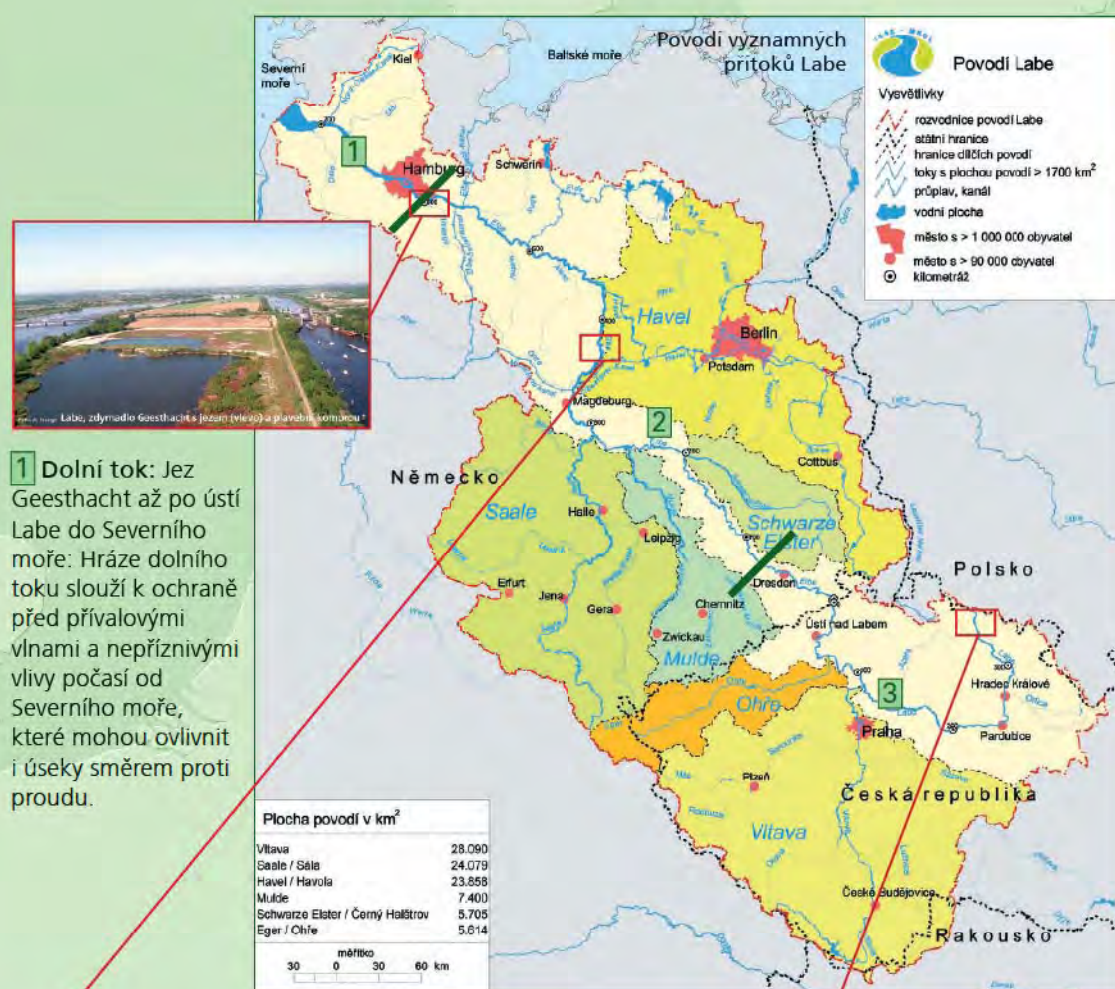 Povodí významných
přítoků Labe
Povodí Labe
Vysvětlivky
rozvodnice povodí Labe
státní hranice
hranice dílčích povodí
toky s plochou povodí > 1700 km²
průplav, kanál
vodní plocha
město s > 1 000 000 obyvatel
město s > 90 000 obyvatel
kilometráž
Severní
moře
Baltské moře
Kiel
1
Hamburg
Schwerin
Havel
Berlin
Potsdam
Magdeburg
2
Cottbus
Německo
Saale
Halle
Leipzig
Schwarze
Elster
Erfurt
Jena
Gera
Chemnitz
Zwickau
Mulde
Dresden
Polsko
Ústí nad Labem
Hradec Králové
Pardubice
3
Ohře
Praha
Plzeň
Česká republika
Vltava
České Budějovice
Rakousko
Labe, zdymadlo Geesthacht s jezem (vlevo) a plavební komorou
1 Dolní tok: Jez
Geesthacht až po ústí
Labe do Severního
moře: Hráze dolního
toku slouží k ochraně
před přívalovými
vlnami a nepříznivými
vlivy počasí od
Severního moře,
které mohou ovlivnit
i úseky směrem proti
proudu.
Plocha povodí v km²
Vltava 28.090
Saale / Sála 24.079
Havel / Havola 23.858
Mulde 7.400
Schwarze Elster / Černý Halštrov 5.705
Eger / Ohře 5.614
měřítko
30 0 30 60 km